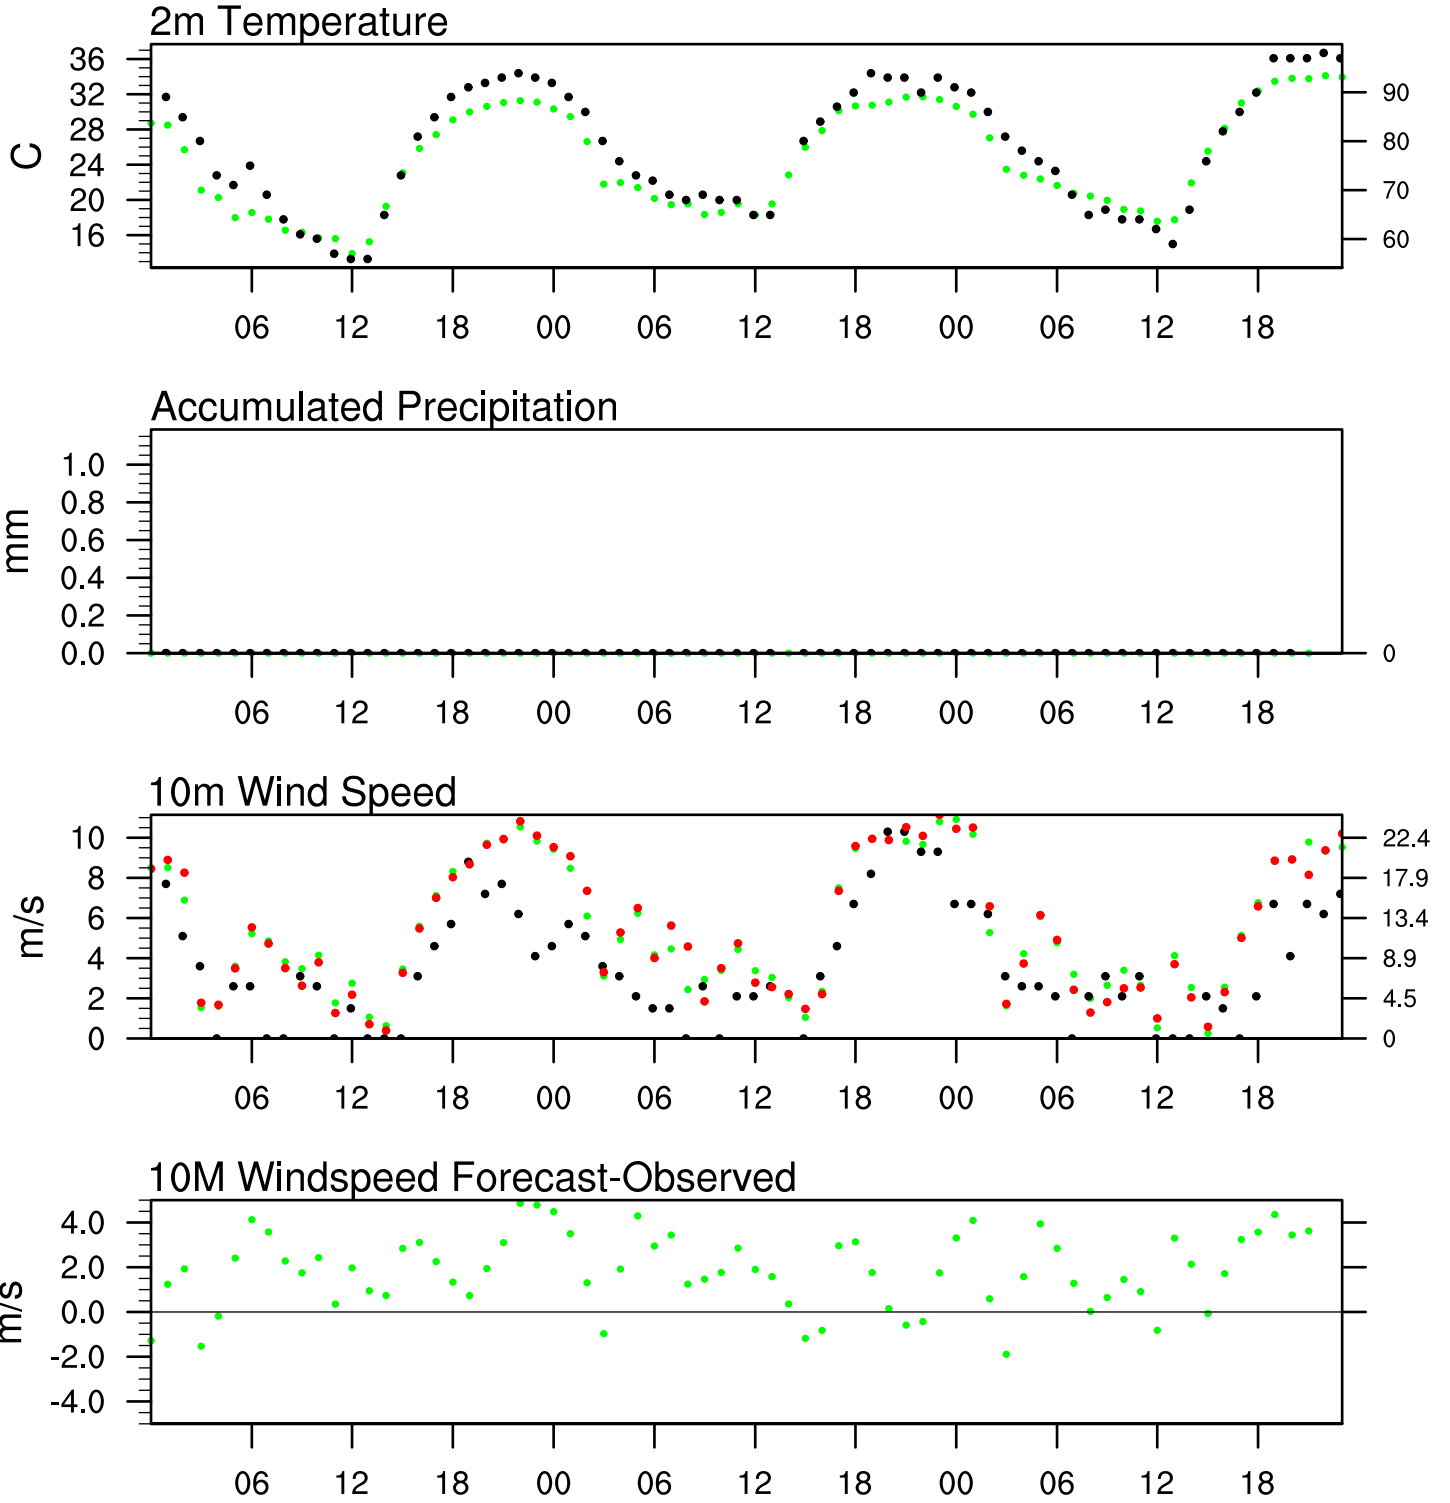 2m Temperature
36
32
28
24
20
16
C
90
80
70
60
06 12 18 00 06 12 18 00 06 12 18
Accumulated Precipitation
1.0
0.8
0.6
0.4
0.2
0.0
mm
0
06 12 18 00 06 12 18 00 06 12 18
10m Wind Speed
10
8
6
4
2
0
m/s
22.4
17.9
13.4
8.9
4.5
0
06 12 18 00 06 12 18 00 06 12 18
10M Windspeed Forecast-Observed
4.0
2.0
0.0
-2.0
-4.0
m/s
06 12 18 00 06 12 18 00 06 12 18